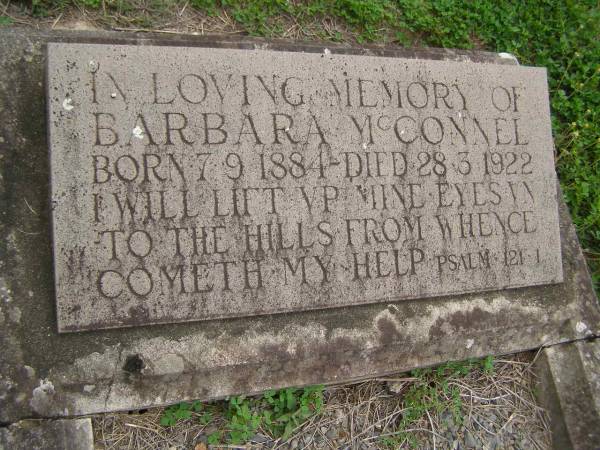 IN LOVING MEMORY OF
BARBARA McCONNEL
BORN 7·9·1884-DIED 28·3·1922
I WILL LIFT VP MINE EYES VN
TO THE HILLS FROM WHENCE
COMETH MY HELP PSALM·121·1